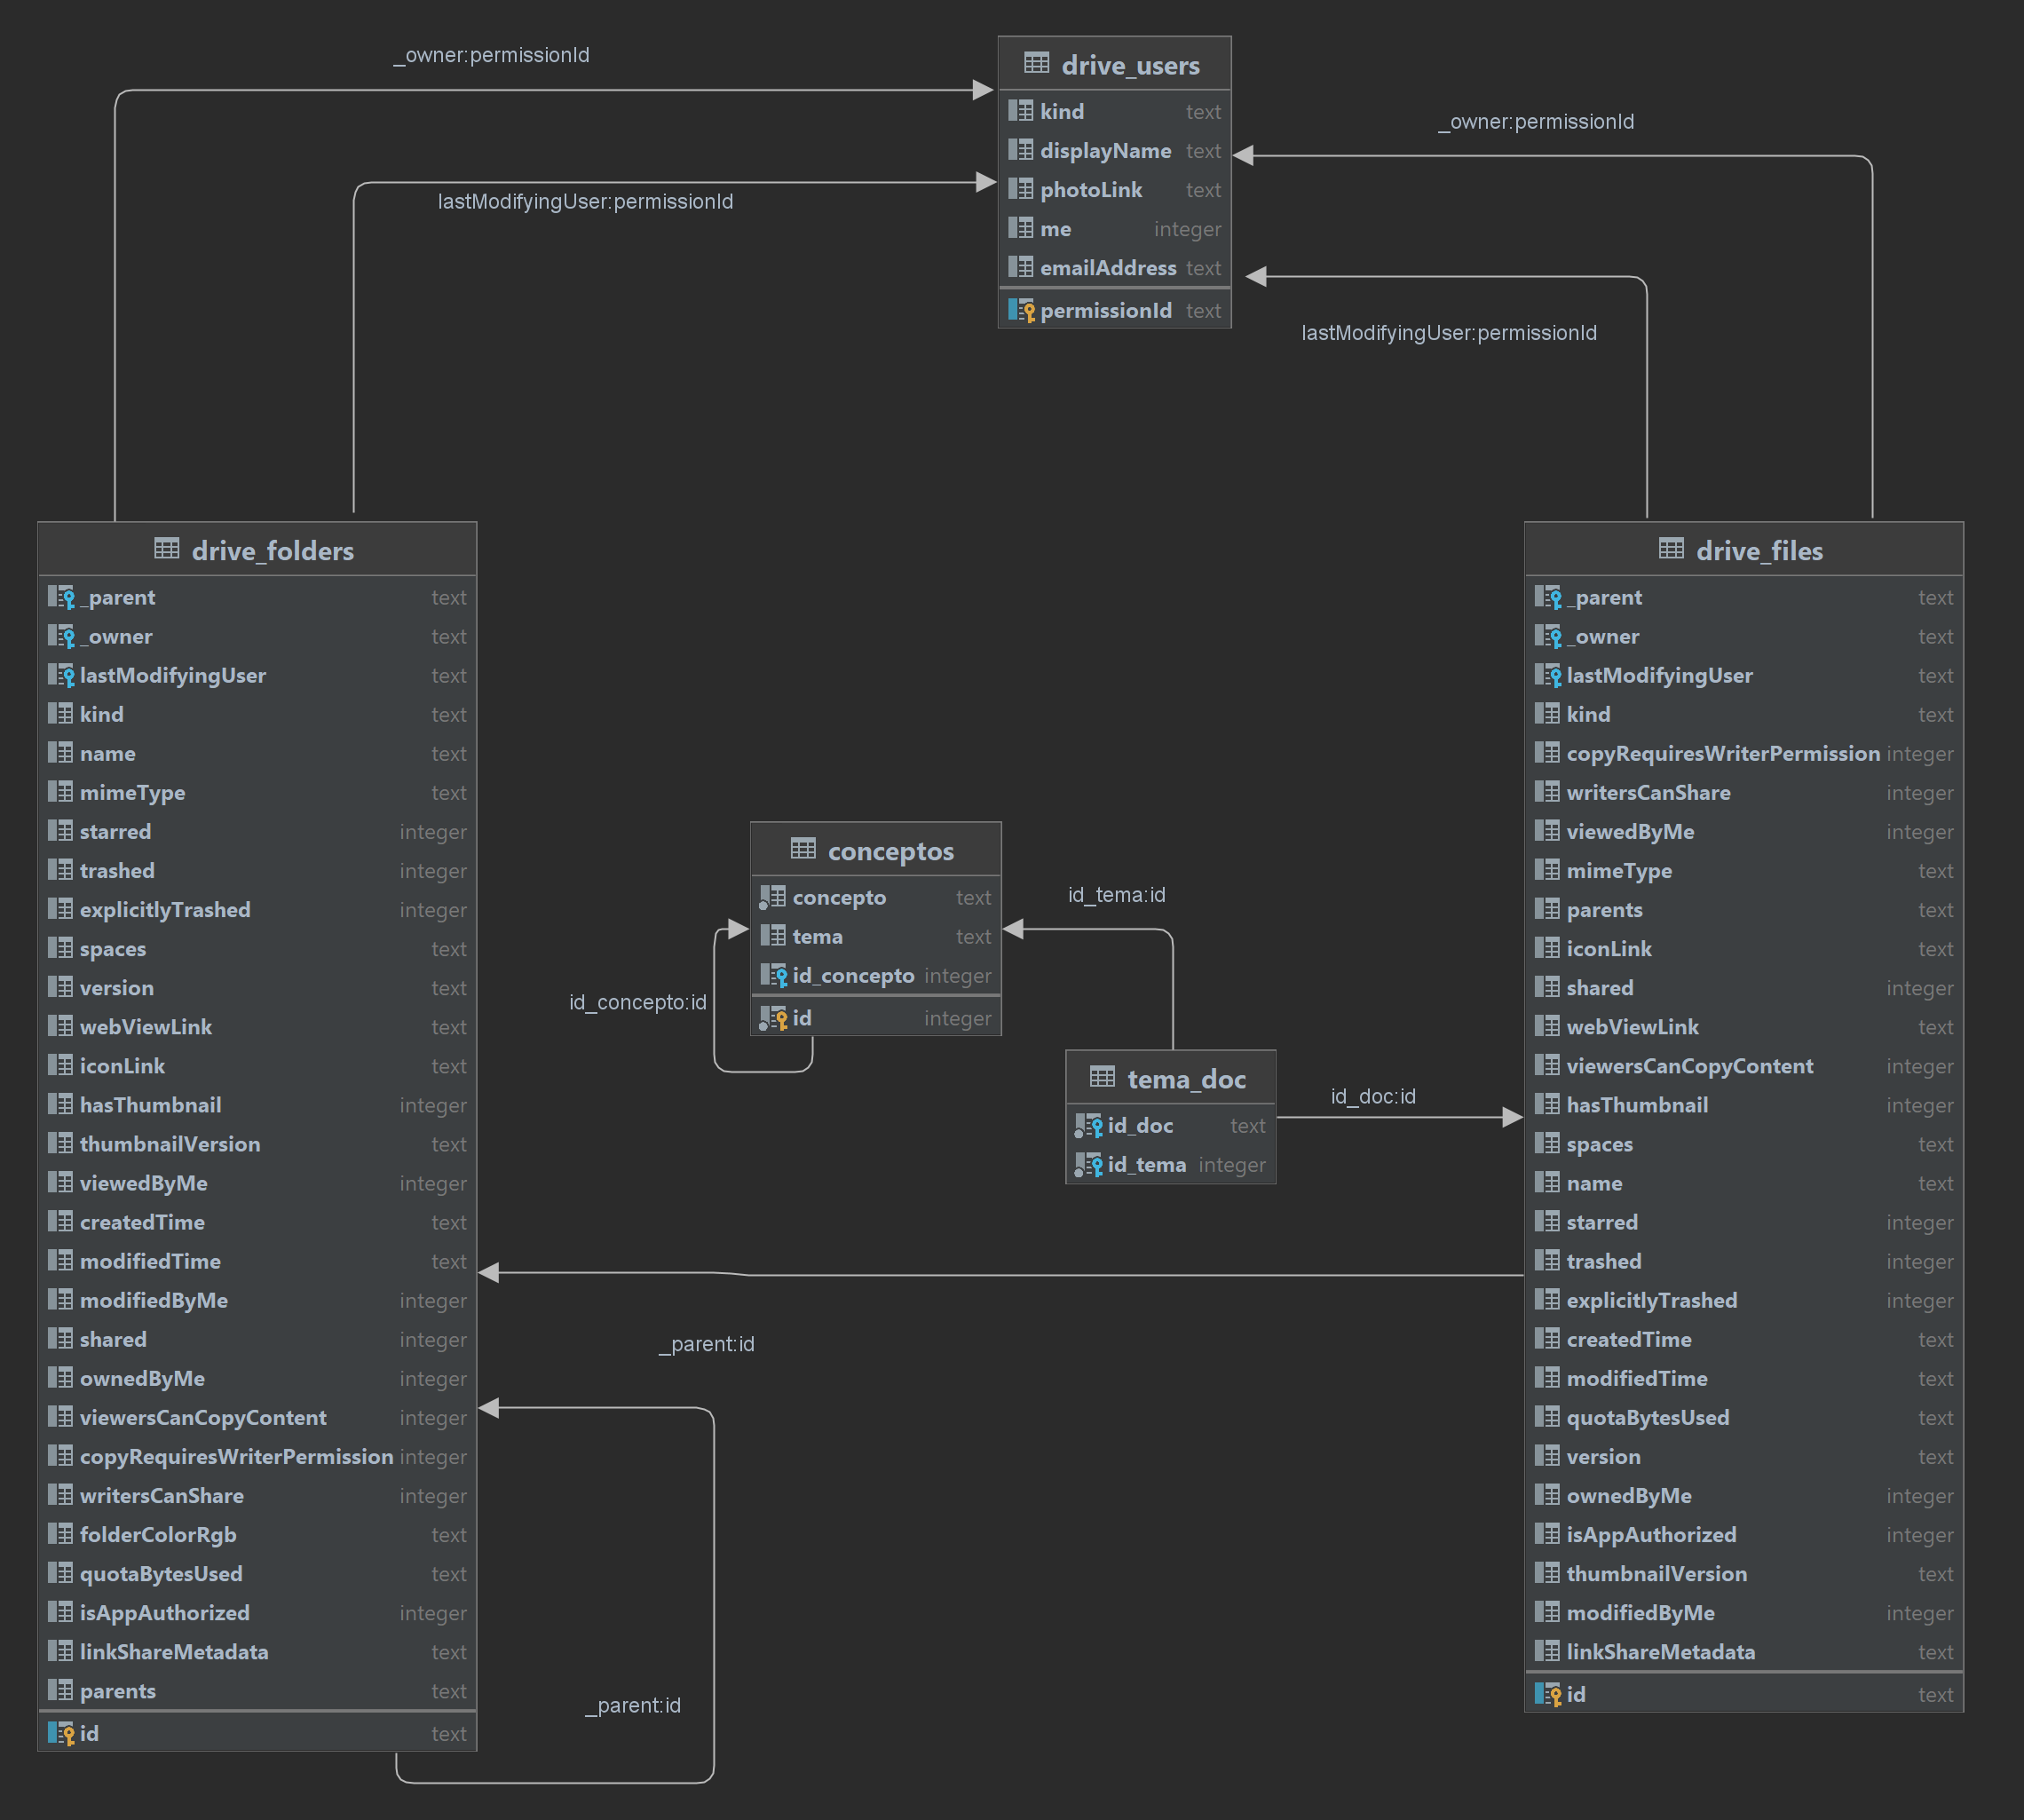 _owner:permissionId
drive_users
kind text
displayName text
photoLink text
me integer
emailAddress text
permissionId text
_owner:permissionId
lastModifyingUser:permissionId
lastModifyingUser:permissionId
drive_folders
_parent text
_owner text
lastModifyingUser text
kind text
name text
mimeType text
starred integer
trashed integer
explicitlyTrashed integer
spaces text
version text
webViewLink text
iconLink text
hasThumbnail integer
thumbnailVersion text
viewedByMe integer
createdTime text
modifiedTime text
modifiedByMe integer
shared integer
ownedByMe integer
viewersCanCopyContent integer
copyRequiresWriterPermission integer
writersCanShare integer
folderColorRgb text
quotaBytesUsed text
isAppAuthorized integer
linkShareMetadata text
parents text
id text
conceptos
concepto text
tema text
id_concepto integer
id integer
id_concepto:id
id_tema:id
tema_doc
id_doc text
id_tema integer
id_doc:id
_parent:id
_parent:id
drive_files
_parent text
_owner text
lastModifyingUser text
kind text
copyRequiresWriterPermission integer
writersCanShare integer
viewedByMe integer
mimeType text
parents text
iconLink text
shared integer
webViewLink text
viewersCanCopyContent integer
hasThumbnail integer
spaces text
name text
starred integer
trashed integer
explicitlyTrashed integer
createdTime text
modifiedTime text
quotaBytesUsed text
version text
ownedByMe integer
isAppAuthorized integer
thumbnailVersion text
modifiedByMe integer
linkShareMetadata text
id text